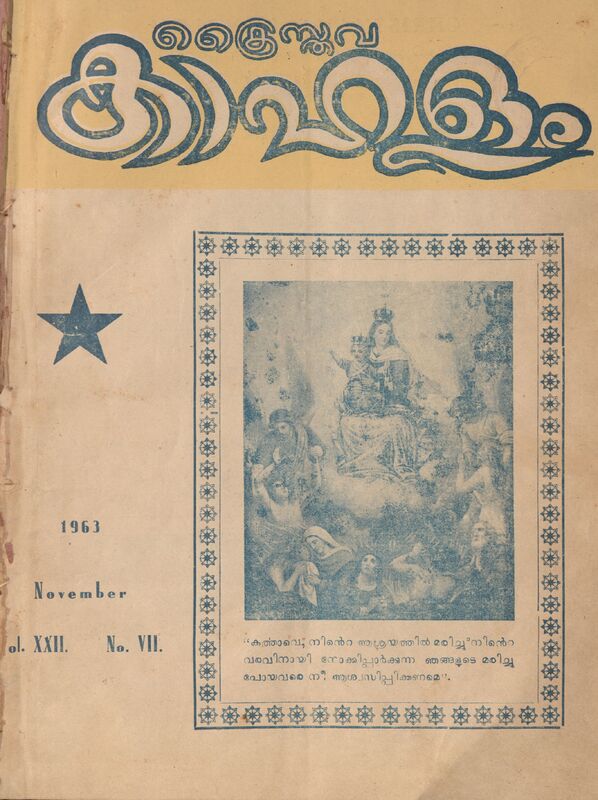 ക്രൈസ്തവ
കാഹളം
1963
November
ol. XXII. No. VII.
"കർത്താവെ, നിൻെറ ആശ്രയത്തിൽ മരിച്ചു നിൻെറ
വരവിനായി നോക്കിപ്പാർക്കുന്ന ഞങ്ങളുടെ മരിച്ചു
പോയവരെ നീ, ആശ്വസിപ്പിക്കണമെ".